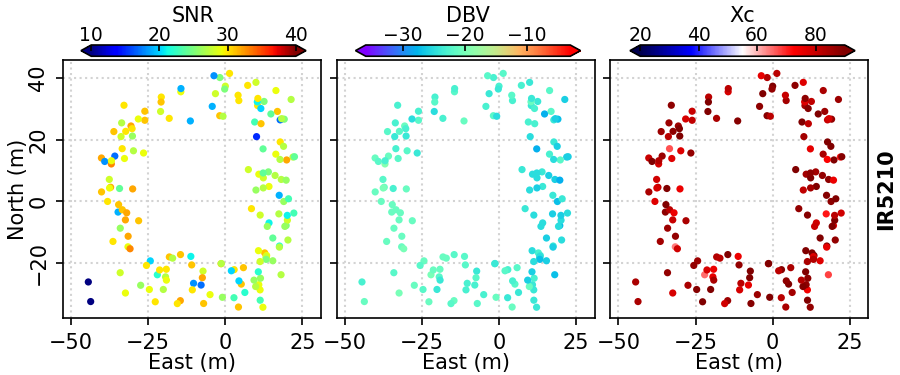 SNR DBV Xc
10 20 30 40 −30 −20 −10 20 40 60 80
40
20
0
−20
North (m)
IR5210
−50 −25 0 25 −50 −25 0 25 −50 −25 0 25
East (m) East (m) East (m)